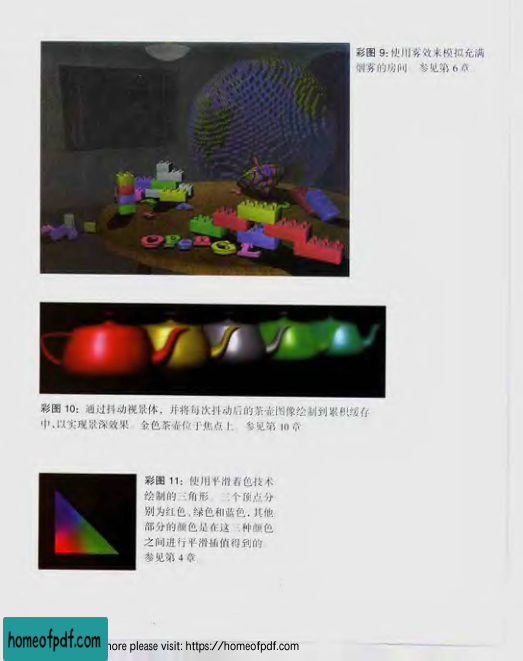 彩图 9:使用雾效来模拟充满
烟雾的房间 参见第 6 章
彩图 10: 通过抖动视景体, 并将每次抖动后的茶壶图像绘制到累积缓存
中,以实现景深效果 金色茶壶位于焦点上 参见第 10 章
彩图 11: 使用平滑着色技术
绘制的三角形 三个顶点分
别为红色、绿色和蓝色,其他
部分的颜色是在这三种颜色
之间进行平滑插值得到的
参见第 4 章
homeofpdf.com
more please visit: https://homeofpdf.com